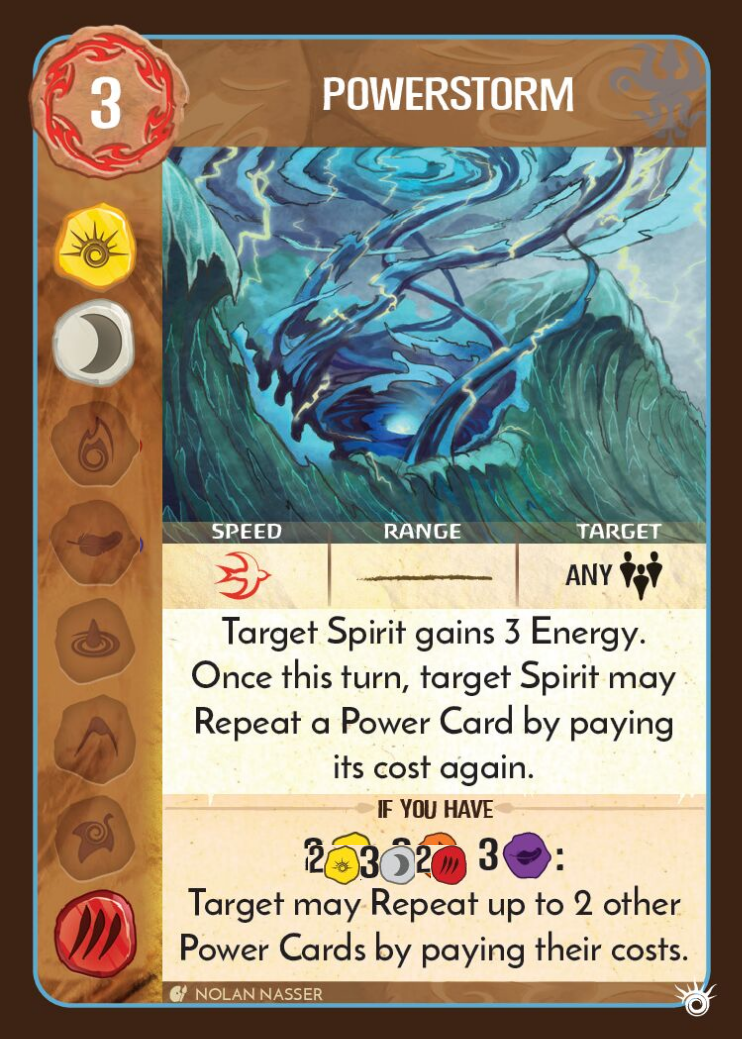 3
POWERSTORM
SPEED RANGE TARGET
ANY
Target Spirit gains 3 Energy.
Once this turn, target Spirit may
Repeat a Power Card by paying
its cost again.
IF YOU HAVE
2 3 2 3 :
Target may Repeat up to 2 other
Power Cards by paying their costs.
NOLAN NASSER